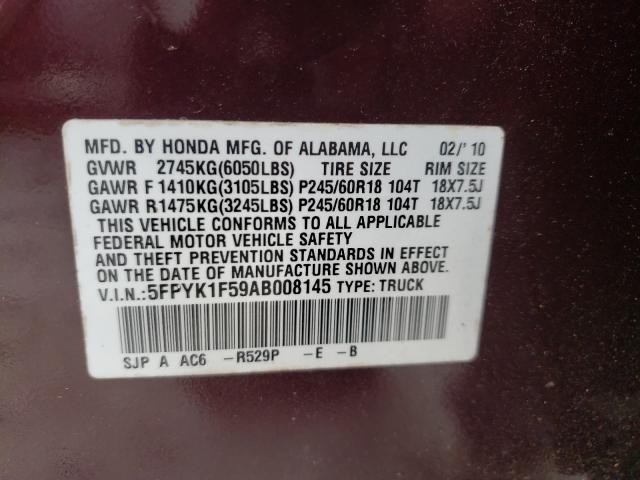 MFD. BY HONDA MFG. OF ALABAMA, LLC 02/'10
GVWR 2745KG(6050LBS) TIRE SIZE RIM SIZE
GAWR F 1410KG(3105LBS) P245/60R18 104T 18X7.5J
GAWR R1475KG(3245LBS) P245/60R18 104T 18X7.5J
THIS VEHICLE CONFORMS TO ALL APPLICABLE
FEDERAL MOTOR VEHICLE SAFETY
AND THEFT PREVENTION STANDARDS IN EFFECT
ON THE DATE OF MANUFACTURE SHOWN ABOVE.
V.I.N.:5FPYK1F59AB008145 TYPE: TRUCK
SJP A AC6 -R529P -E -B